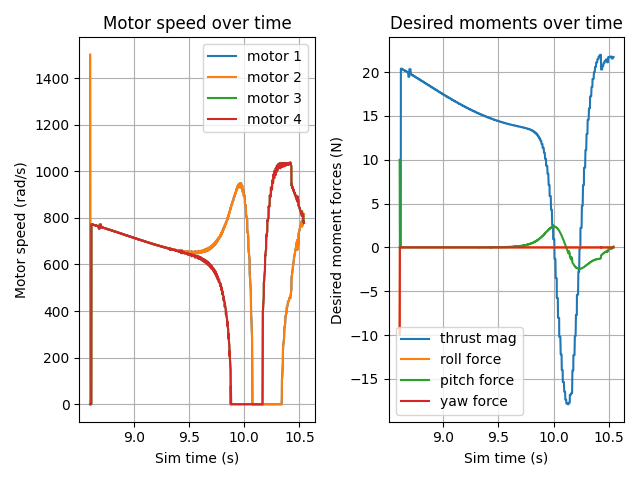 Motor speed over time
Motor speed (rad/s)
1400
1200
1000
800
600
400
200
0
9.0 9.5 10.0 10.5
Sim time (s)
motor 1
motor 2
motor 3
motor 4
Desired moments over time
Desired moment forces (N)
20
15
10
5
0
−5
−10
−15
9.0 9.5 10.0 10.5
Sim time (s)
thrust mag
roll force
pitch force
yaw force